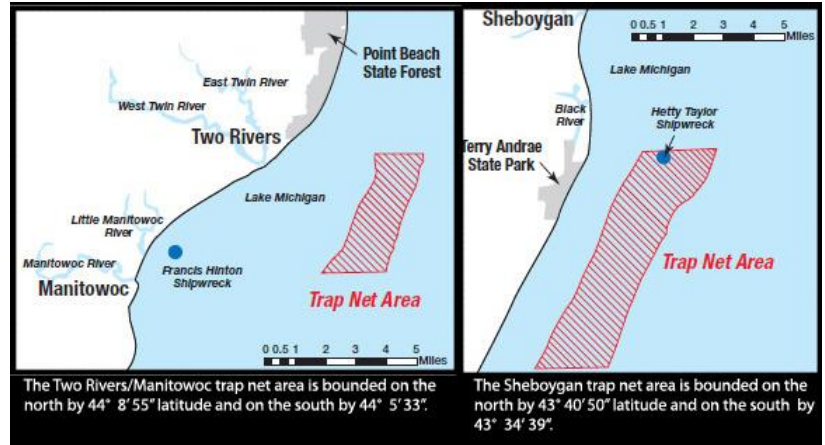 Point Beach
State Forest
East Twin River
West Twin River
Two Rivers
Lake Michigan
Little Manitowoc
River
Manitowoc River
Manitowoc
Francis Hinton
Shipwreck
Trap Net Area
0 0.5 1 2 3 4 5
Miles
The Two Rivers/Manitowoc trap net area is bounded on the
north by 44° 8'55" latitude and on the south by 44° 5'33".
Sheboygan
0 0.5 1 2 3 4 5
Miles
Lake Michigan
Black
River
Hetty Taylor
Shipwreck
Terry Andrae
State Park
Trap Net Area
The Sheboygan trap net area is bounded on the
north by 43° 40'50" latitude and on the south by
43° 34'39".